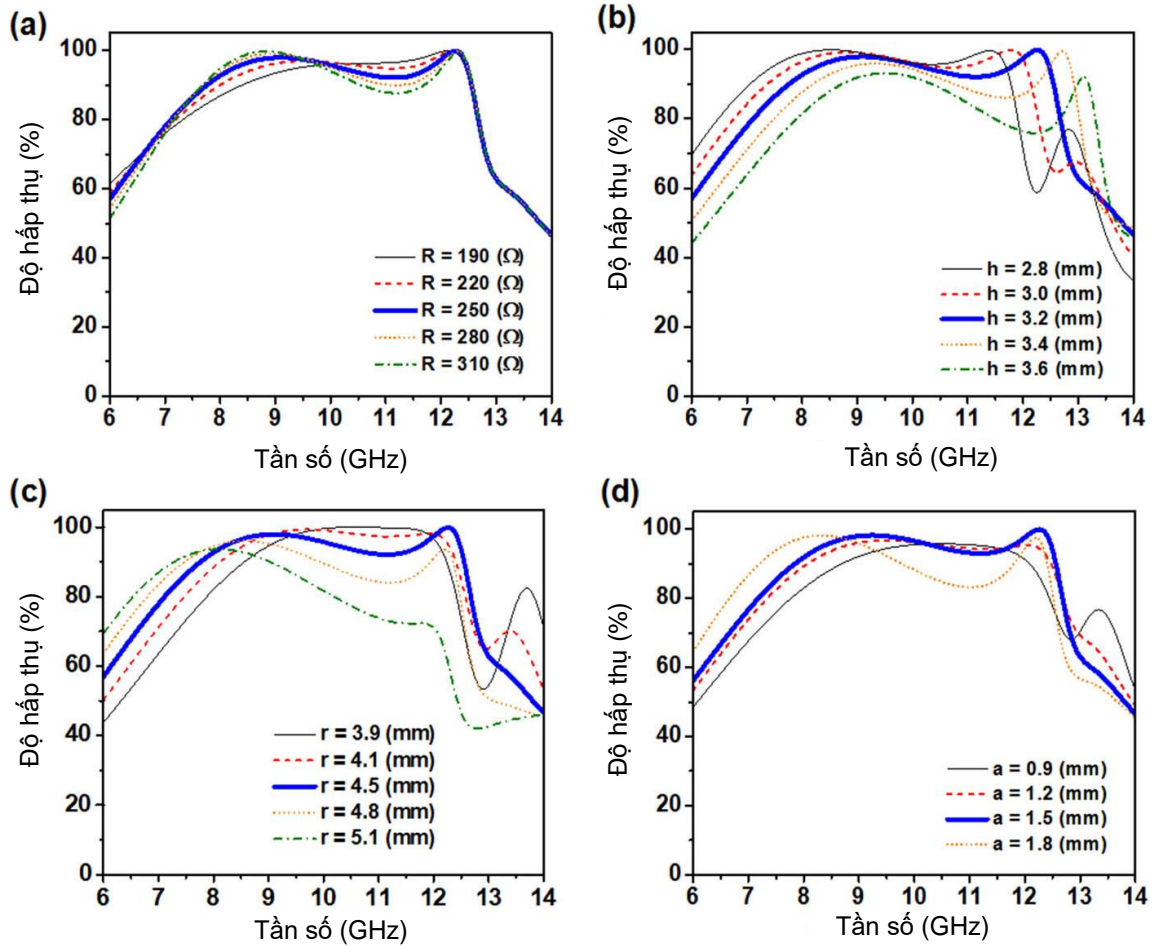 (a)
100
80
60
40
20
0
Độ hấp thụ (%)
R = 190 (Ω)
R = 220 (Ω)
R = 250 (Ω)
R = 280 (Ω)
R = 310 (Ω)
6 7 8 9 10 11 12 13 14
Tần số (GHz)
(b)
100
80
60
40
20
0
Độ hấp thụ (%)
h = 2.8 (mm)
h = 3.0 (mm)
h = 3.2 (mm)
h = 3.4 (mm)
h = 3.6 (mm)
6 7 8 9 10 11 12 13 14
Tần số (GHz)
(c)
100
80
60
40
20
0
Độ hấp thụ (%)
r = 3.9 (mm)
r = 4.1 (mm)
r = 4.5 (mm)
r = 4.8 (mm)
r = 5.1 (mm)
6 7 8 9 10 11 12 13 14
Tần số (GHz)
(d)
100
80
60
40
20
0
Độ hấp thụ (%)
a = 0.9 (mm)
a = 1.2 (mm)
a = 1.5 (mm)
a = 1.8 (mm)
6 7 8 9 10 11 12 13 14
Tần số (GHz)